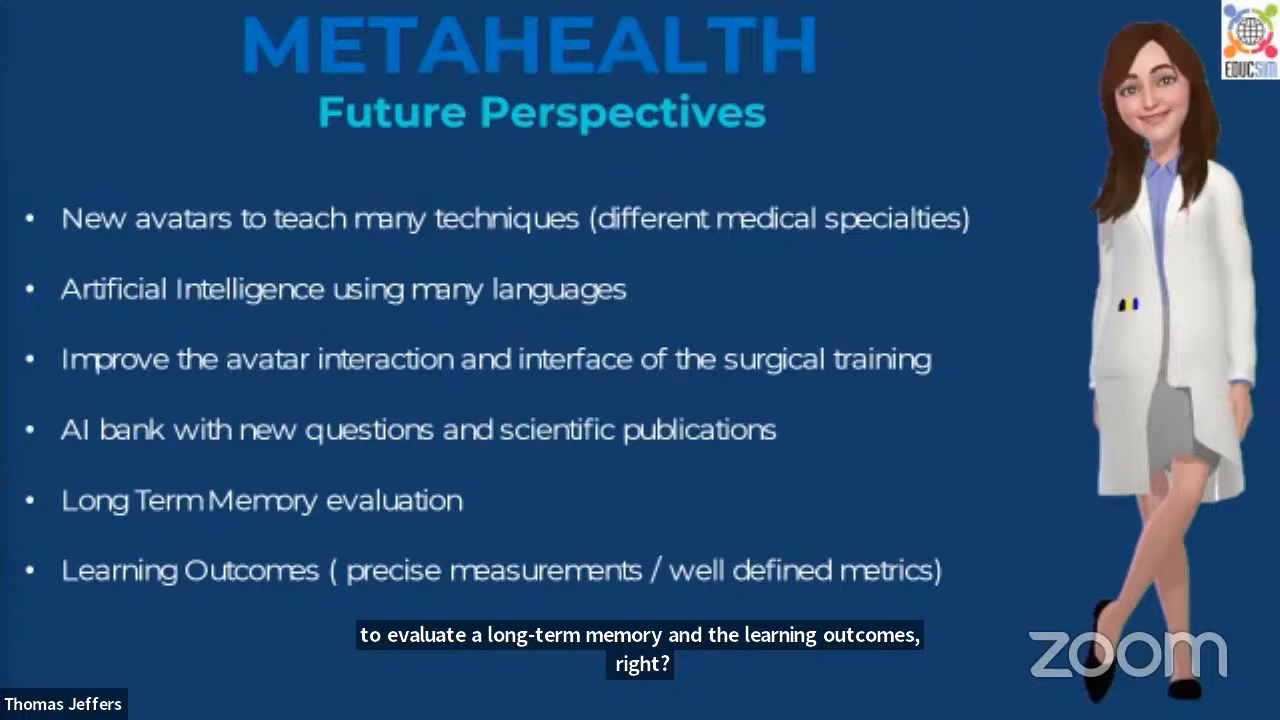 METAHEALTH
Future Perspectives
EDUCSIM
• New avatars to teach many techniques (different medical specialties)
• Artificial Intelligence using many languages
• Improve the avatar interaction and interface of the surgical training
• AI bank with new questions and scientific publications
• Long Term Memory evaluation
• Learning Outcomes ( precise measurements / well defined metrics)
to evaluate a long-term memory and the learning outcomes,
right?
zoom
Thomas Jeffers